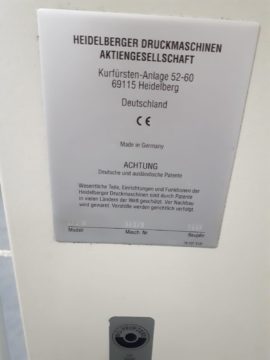 HEIDELBERGER DRUCKMASCHINEN
AKTIENGESELLSCHAFT
Kurfürsten-Anlage 52-60
69115 Heidelberg
Deutschland
CE
Made in Germany
ACHTUNG
Deutsche und ausländische Patente
Wesentliche Teile, Einrichtungen und Funktionen der
Heidelberger Druckmaschinen sind durch Patente
in vielen Ländern der Welt geschützt. Vor Nachbau
wird gewarnt. Verstöße werden gerichtlich verfolgt.
Modell Masch. Nr. Baujahr